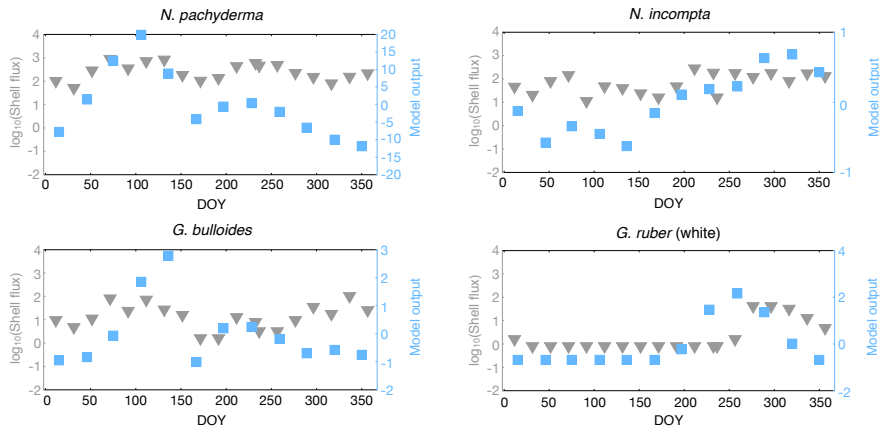 N. pachyderma
4
3
2
1
0
-1
-2
log10(Shell flux)
20
15
10
5
0
-5
-10
-15
-20
Model output
0 50 100 150 200 250 300 350
DOY
N. incompta
4
3
2
1
0
-1
-2
log10(Shell flux)
1
0
-1
Model output
0 50 100 150 200 250 300 350
DOY
G. bulloides
4
3
2
1
0
-1
-2
log10(Shell flux)
3
2
1
0
-1
-2
Model output
0 50 100 150 200 250 300 350
DOY
G. ruber (white)
4
3
2
1
0
-1
-2
log10(Shell flux)
4
2
0
-2
Model output
0 50 100 150 200 250 300 350
DOY